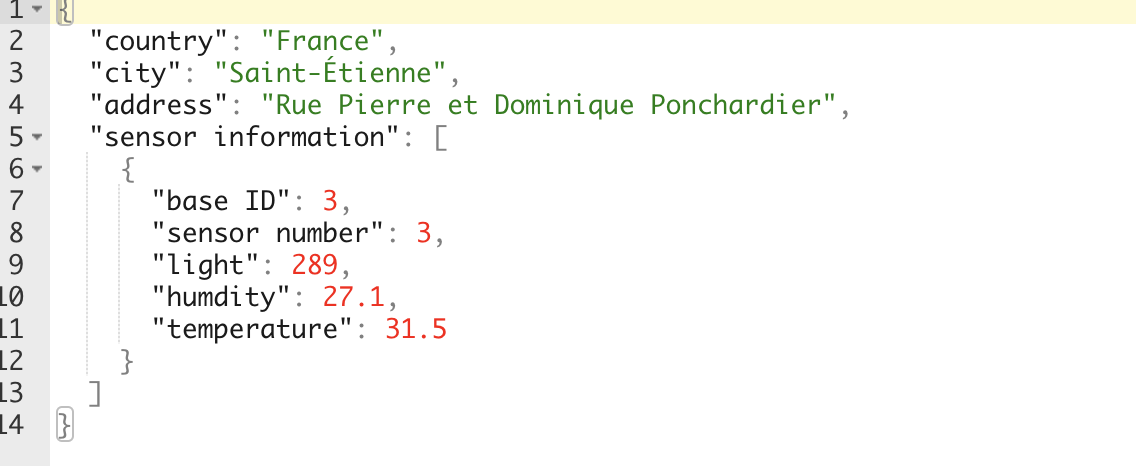 1 {
2 "country": "France",
3 "city": "Saint-Étienne",
4 "address": "Rue Pierre et Dominique Ponchardier",
5 "sensor information": [
6 {
7 "base ID": 3,
8 "sensor number": 3,
9 "light": 289,
10 "humdity": 27.1,
11 "temperature": 31.5
12 }
13 ]
14 }